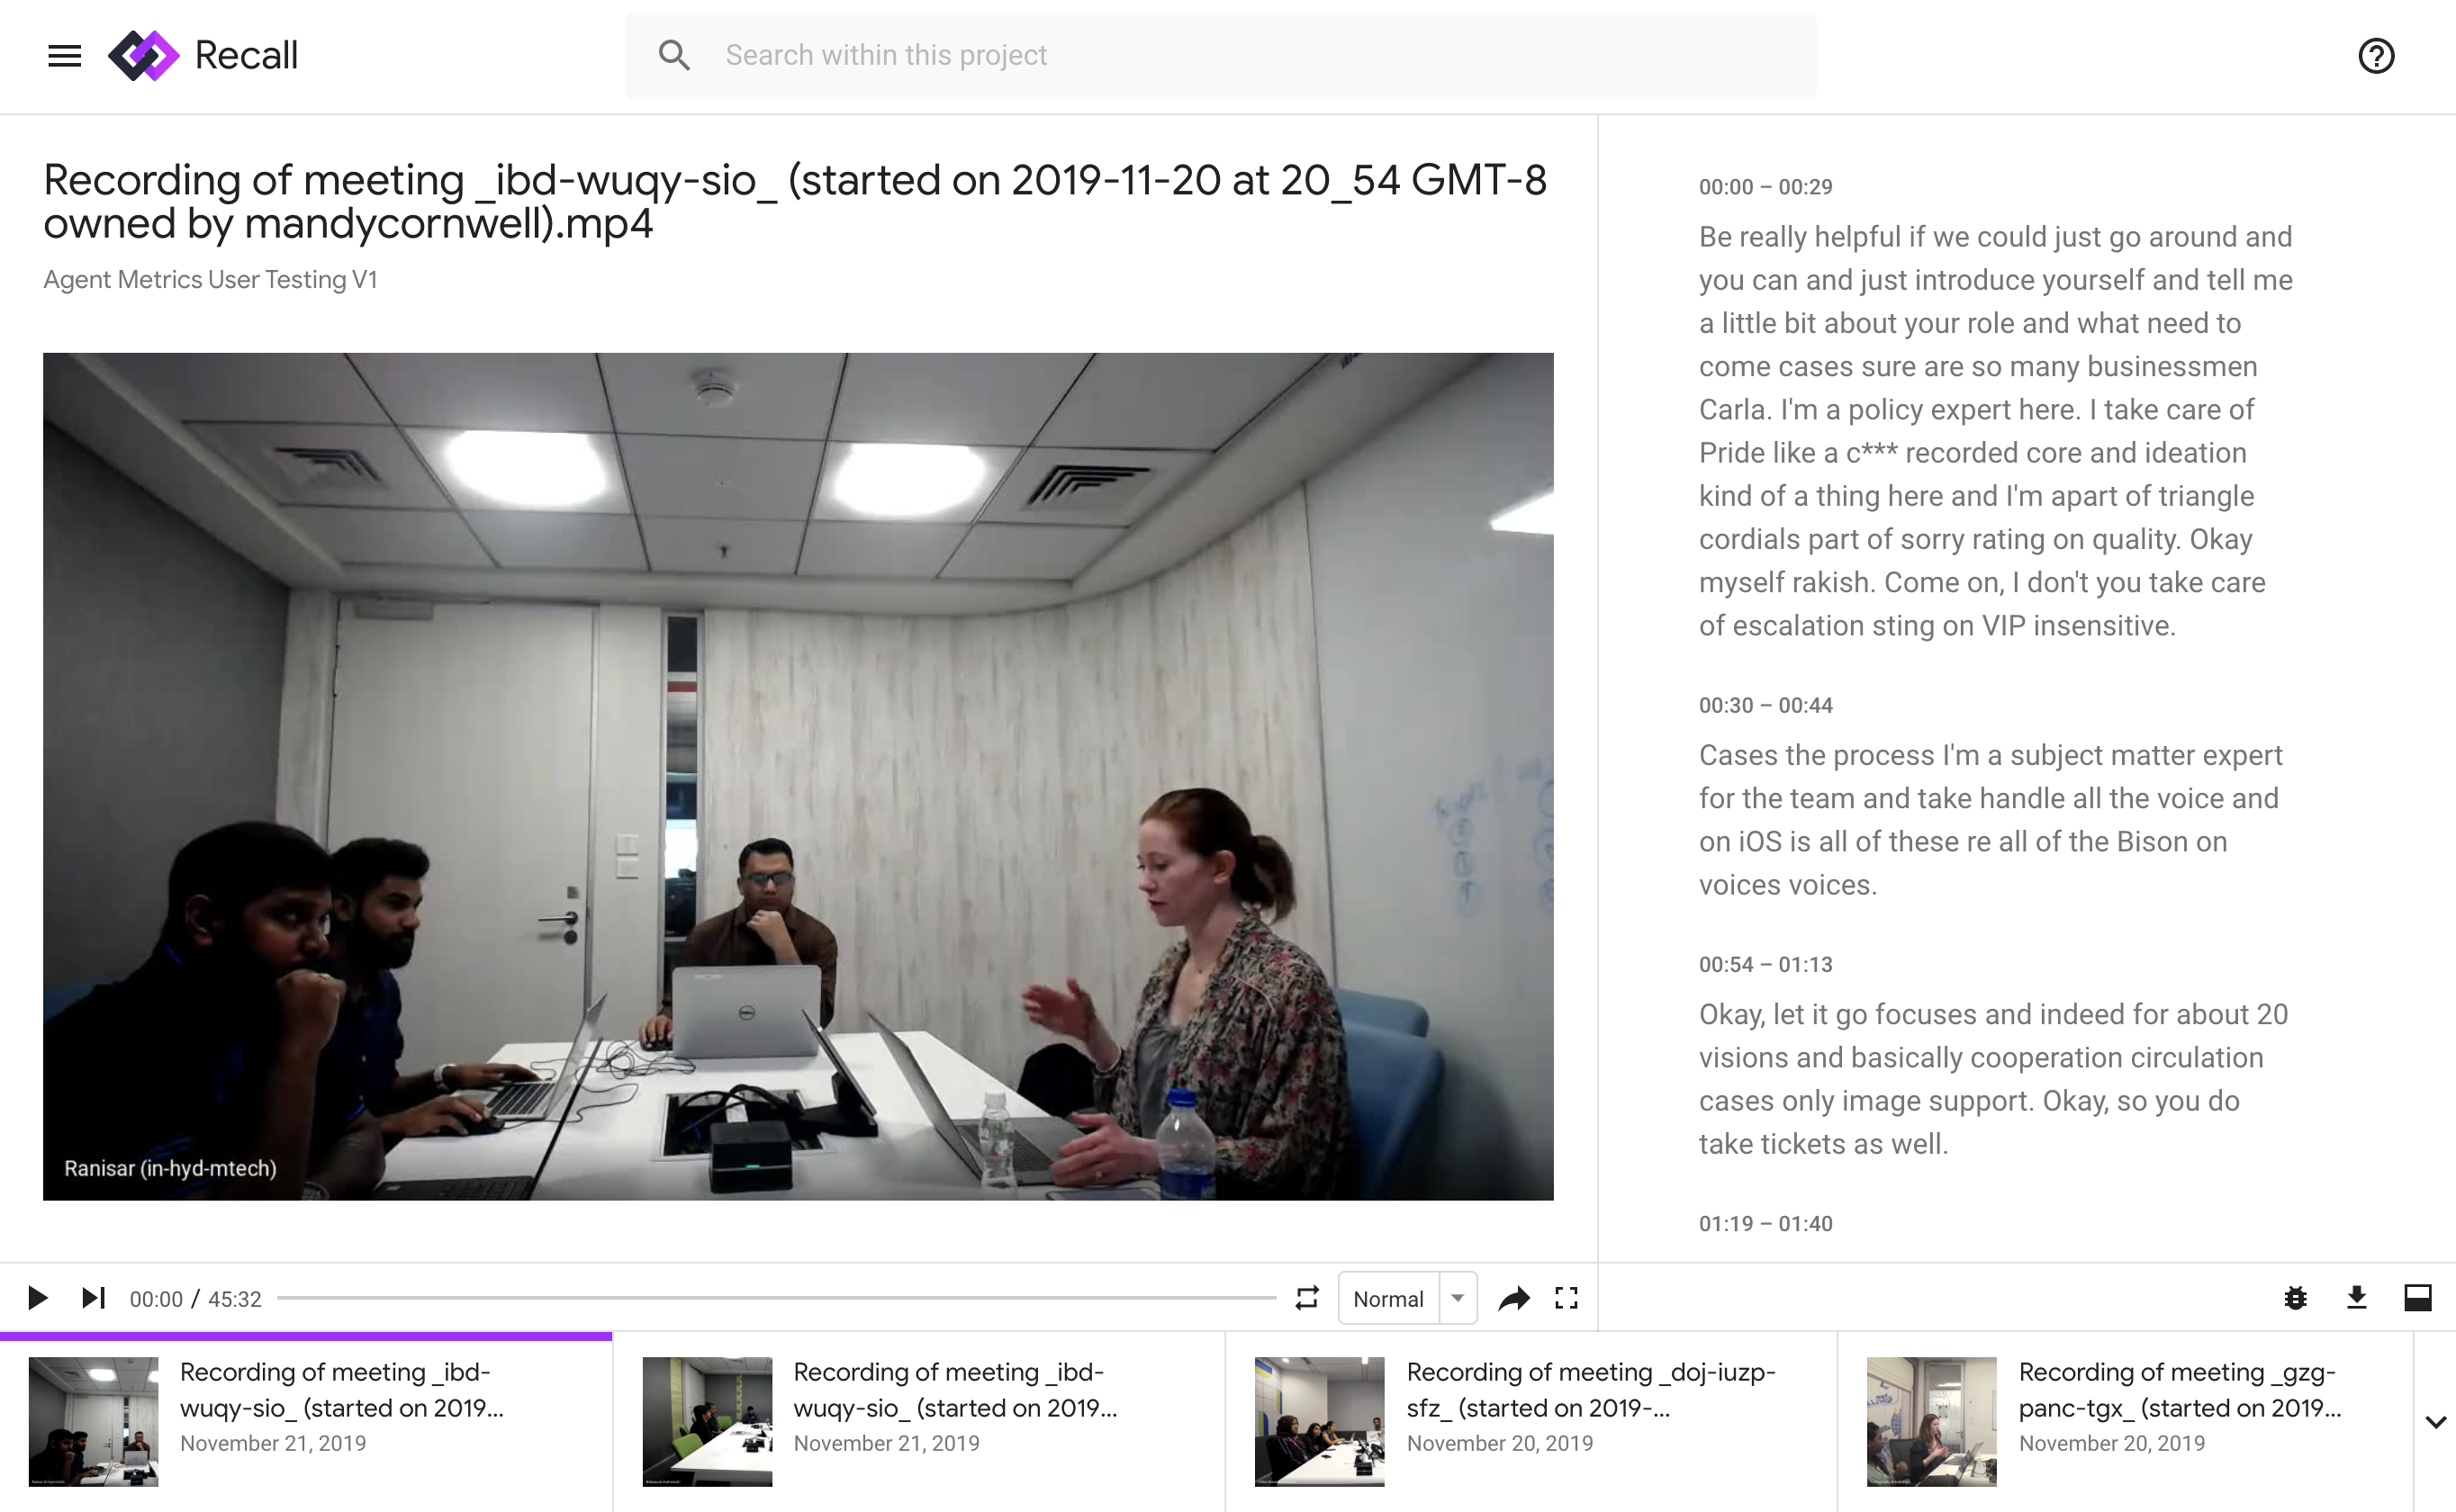 Recall
Search within this project
Recording of meeting _ibd-wuqy-sio_ (started on 2019-11-20 at 20_54 GMT-8
owned by mandycornwell).mp4
Agent Metrics User Testing V1
Ranisar (in-hyd-mtech)
00:00 – 00:29
Be really helpful if we could just go around and
you can and just introduce yourself and tell me
a little bit about your role and what need to
come cases sure are so many businessmen
Carla. I'm a policy expert here. I take care of
Pride like a c*** recorded core and ideation
kind of a thing here and I'm apart of triangle
cordials part of sorry rating on quality. Okay
myself rakish. Come on, I don't you take care
of escalation sting on VIP insensitive.
00:30 – 00:44
Cases the process I'm a subject matter expert
for the team and take handle all the voice and
on iOS is all of these re all of the Bison on
voices voices.
00:54 – 01:13
Okay, let it go focuses and indeed for about 20
visions and basically cooperation circulation
cases only image support. Okay, so you do
take tickets as well.
01:19 – 01:40
00:00 / 45:32
Normal
Recording of meeting _ibd-
wuqy-sio_ (started on 2019...
November 21, 2019
Recording of meeting _ibd-
wuqy-sio_ (started on 2019...
November 21, 2019
Recording of meeting _doj-iuzp-
sfz_ (started on 2019-...
November 20, 2019
Recording of meeting _gzg-
panc-tgx_ (started on 2019...
November 20, 2019